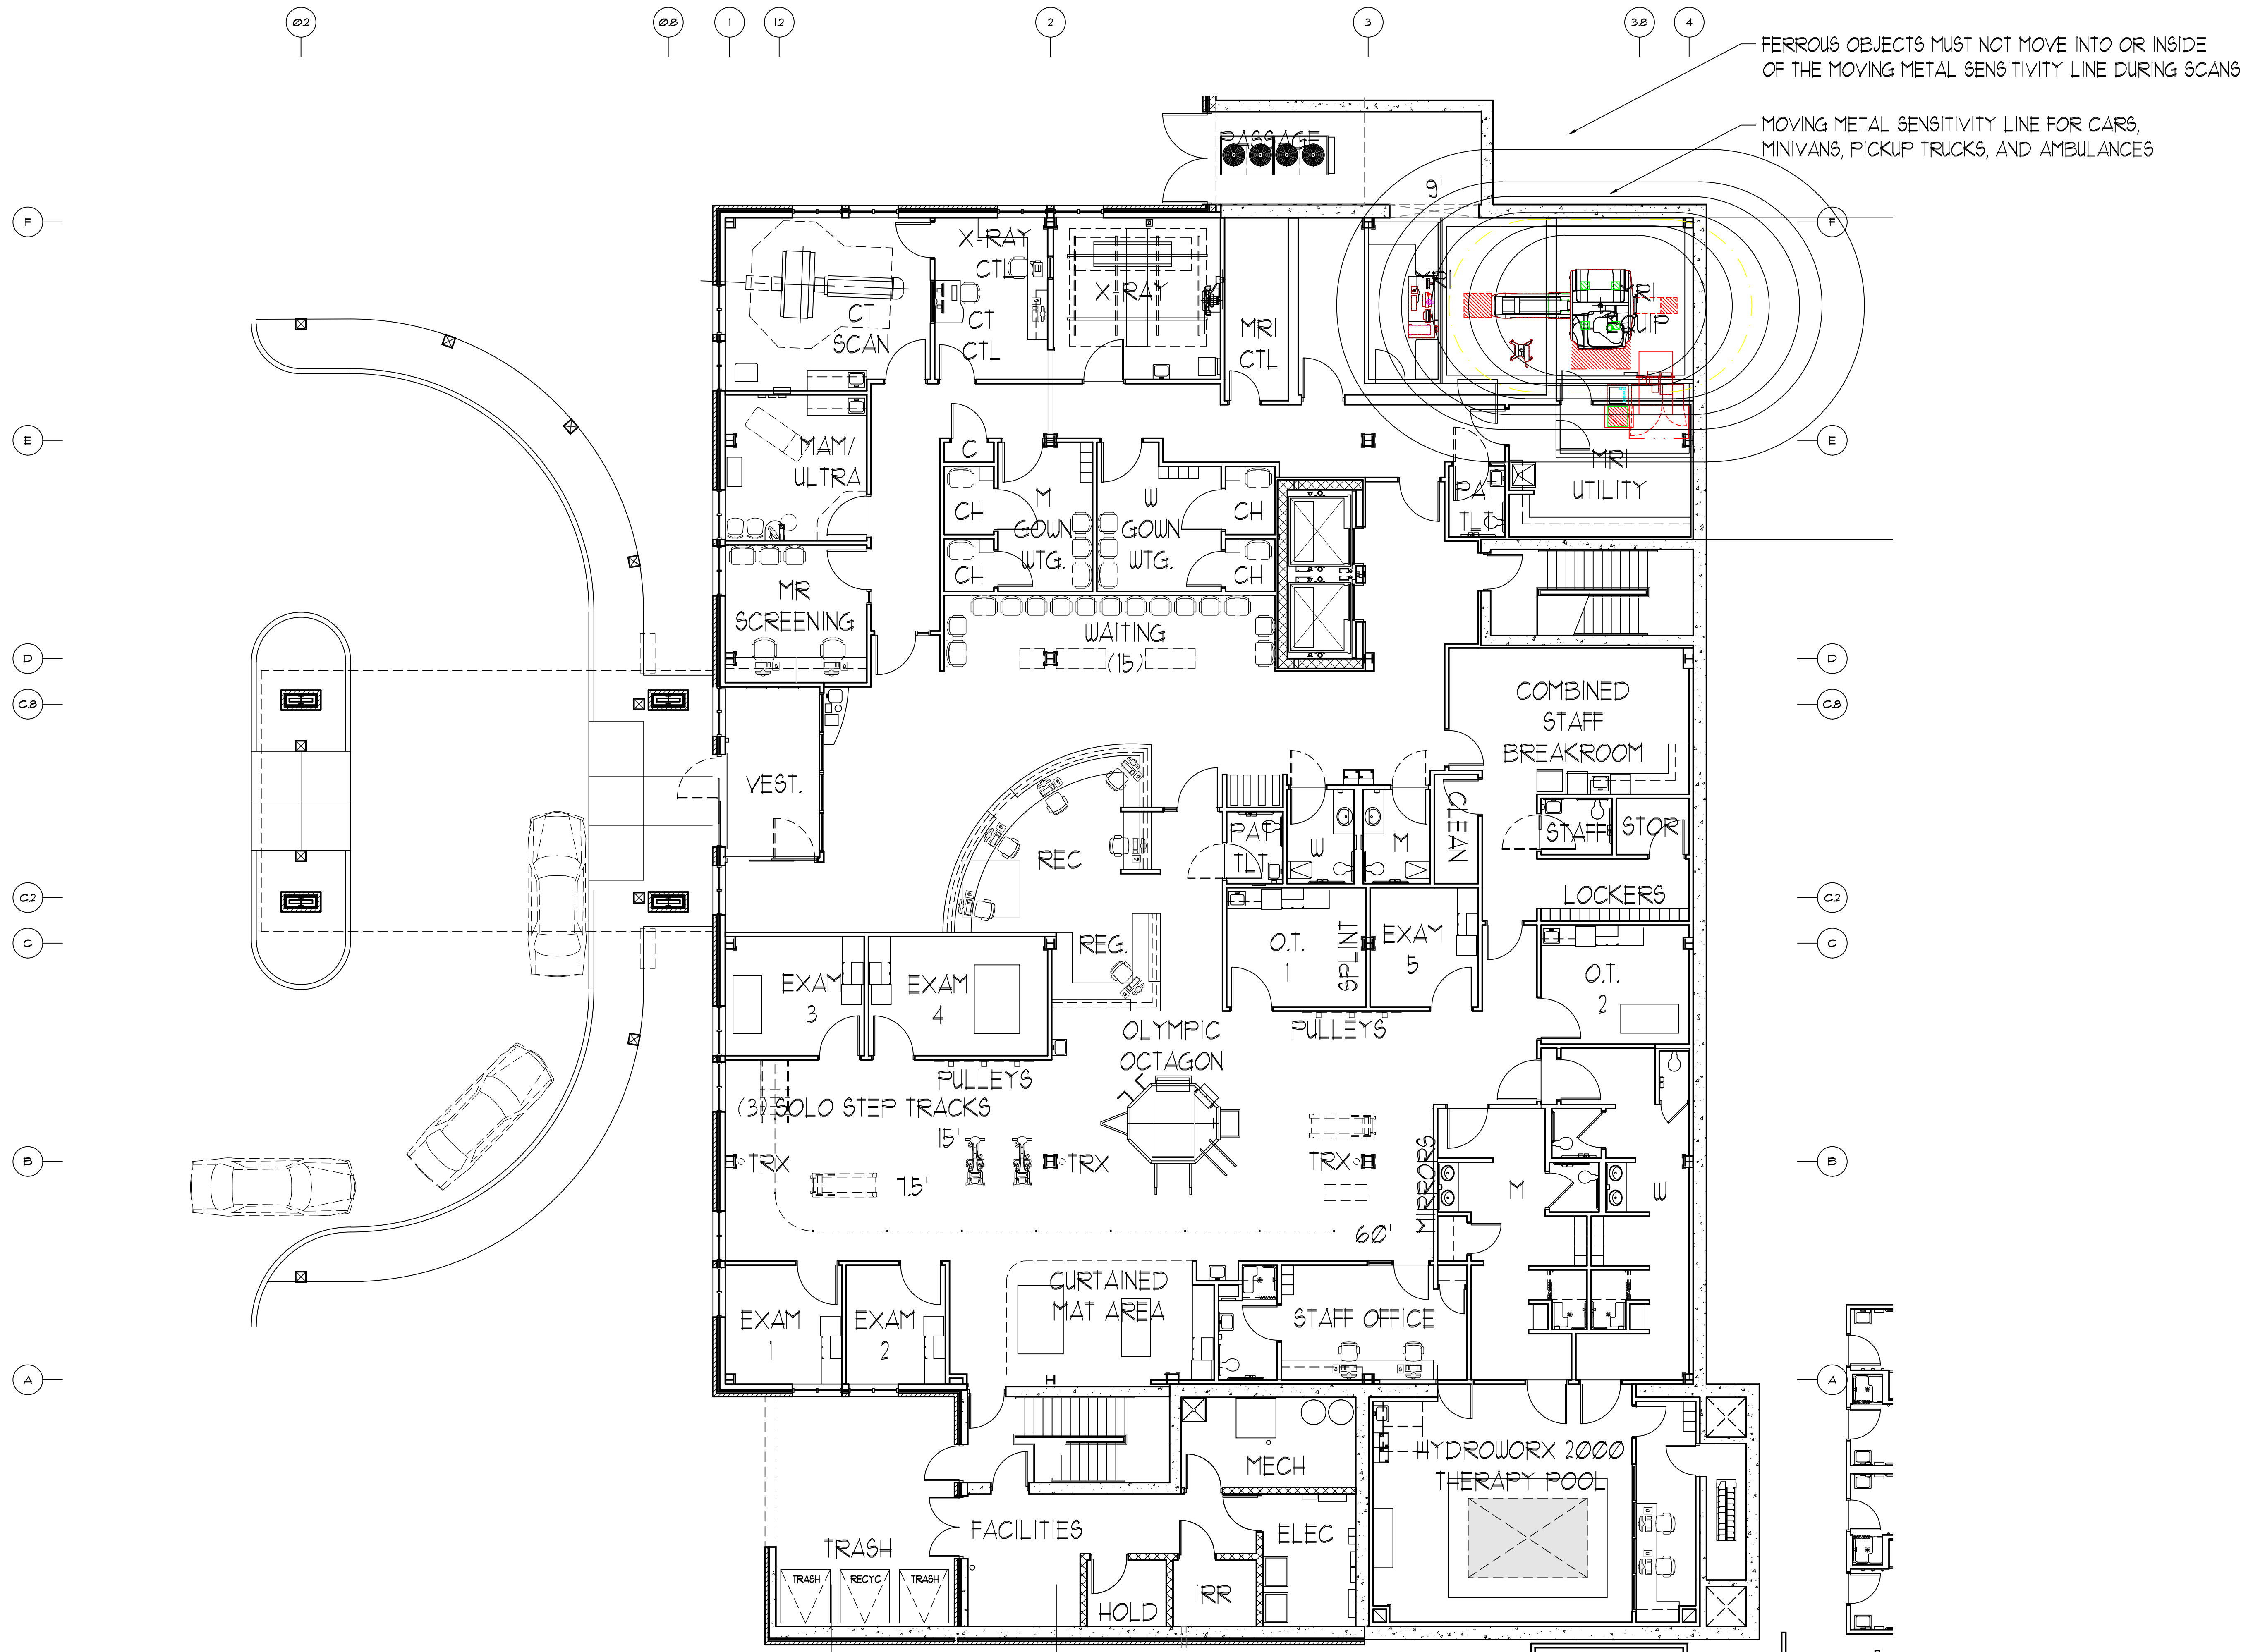 0.2
0.8
1
1.2
2
3
3.8
4
FERROUS OBJECTS MUST NOT MOVE INTO OR INSIDE
OF THE MOVING METAL SENSITIVITY LINE DURING SCANS
MOVING METAL SENSITIVITY LINE FOR CARS,
MINIVANS, PICKUP TRUCKS, AND AMBULANCES
PASSAGE
9'
F
F
X-RAY
CTL
CT
SCAN
CT
CTL
X-RAY
MRI
CTL
MRI
EQUIP
E
E
C
MAM/
ULTRA
CH
M
GOWN
WTG.
W
GOWN
WTG.
CH
PAT
TLT
MRI
UTILITY
CH
CH
MR
SCREENING
WAITING
(15)
D
D
C.8
C.8
COMBINED
STAFF
BREAKROOM
VEST.
REC
PAT
TLT
W
M
CLEAN
STAFF
STOR
LOCKERS
C.2
C.2
C
C
REG.
O.T.
1
SPLINT
EXAM
5
O.T.
2
EXAM
3
EXAM
4
OLYMPIC
OCTAGON
PULLEYS
PULLEYS
(3) SOLO STEP TRACKS
15'
B
B
TRX
TRX
TRX
7.5'
MIRRORS
M
W
60'
CURTAINED
MAT AREA
EXAM
1
EXAM
2
STAFF OFFICE
A
A
H
MECH
HYDROWORX 2000
THERAPY POOL
FACILITIES
ELEC
TRASH
TRASH
RECYC
TRASH
HOLD
IRR